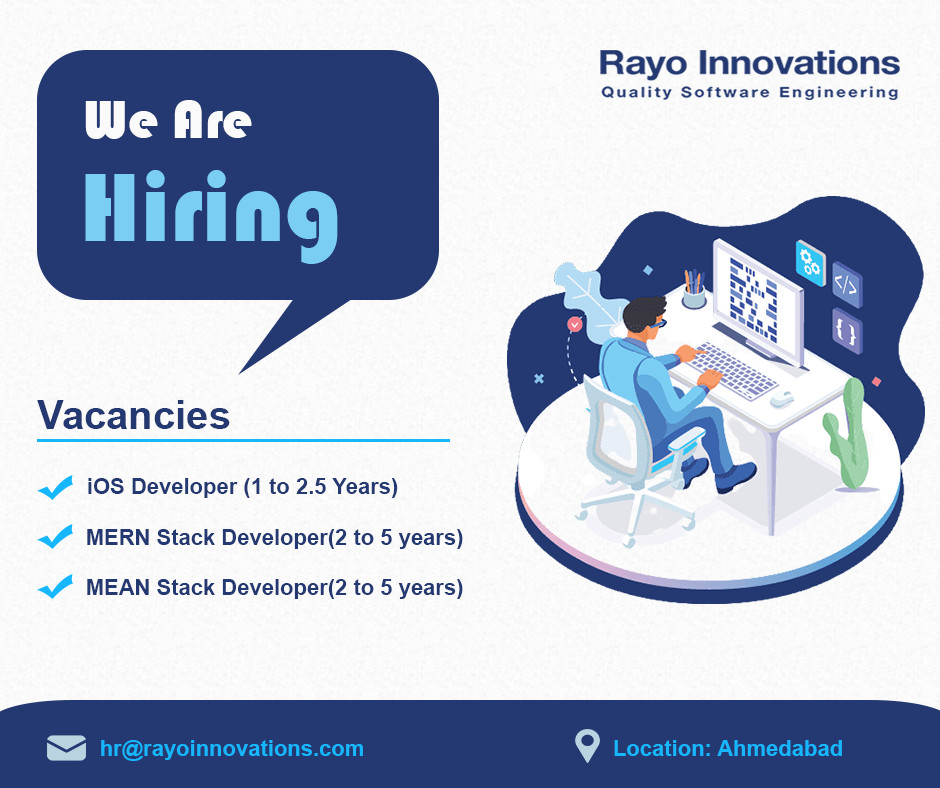 Rayo Innovations
Quality Software Engineering
We Are
Hiring
Vacancies
iOS Developer (1 to 2.5 Years)
MERN Stack Developer(2 to 5 years)
MEAN Stack Developer(2 to 5 years)
</>
{ }
hr@rayoinnovations.com
Location: Ahmedabad